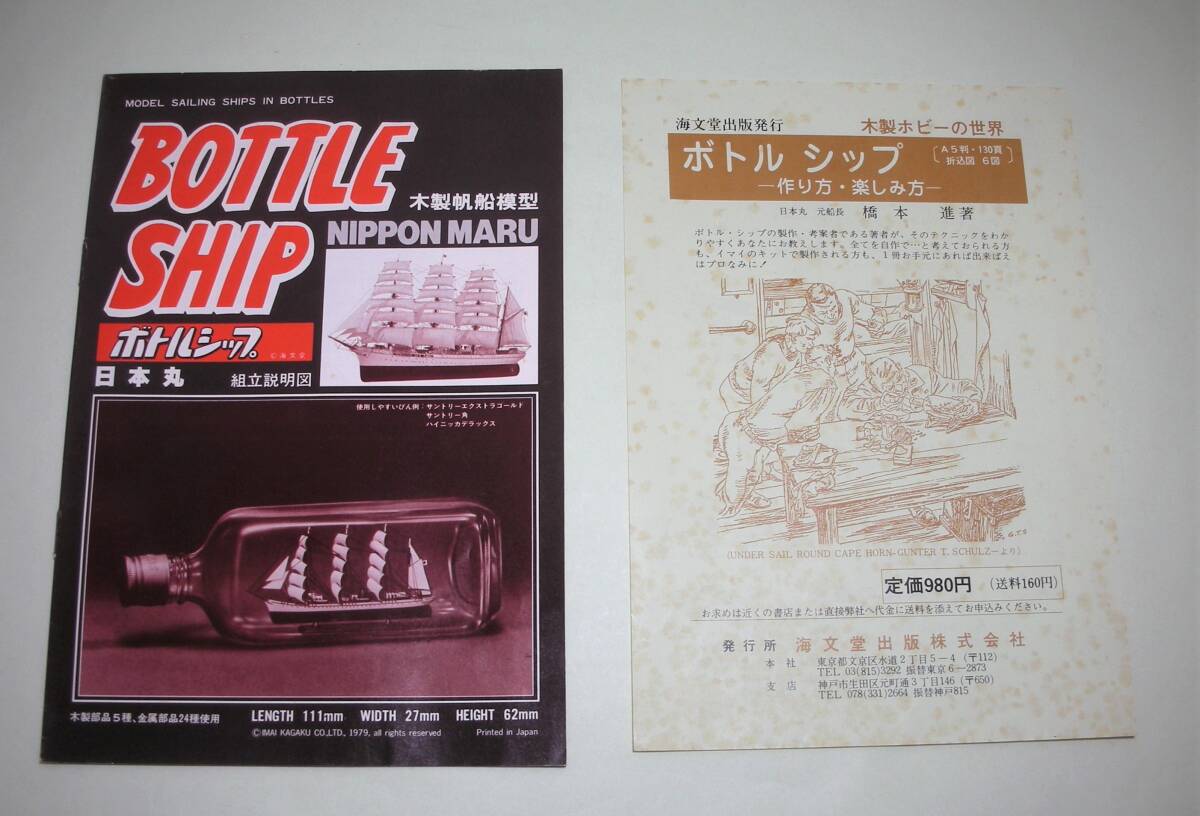 MODEL SAILING SHIPS IN BOTTLES
BOTTLE
SHIP
木製帆船模型
NIPPON MARU
ボトルシップ
©海文堂
日本丸 組立説明図
使用しやすいびん例：サントリーエクストラゴールド
サントリー角
ハイニッカデラックス
木製部品5種、金属部品24種使用
LENGTH 111mm WIDTH 27mm HEIGHT 62mm
©IMAI KAGAKU CO.,LTD., 1979, all rights reserved Printed in Japan
海文堂出版発行 木製ホビーの世界
ボトル シップ
〔A5判・130頁
折込図 6図〕
―作り方・楽しみ方―
日本丸 元船長 橋本 進著
ボトル・シップの製作・考案者である著者が、そのテクニックをわか
りやすくあなたにお教えします。全てを自作で…と考えておられる方
も、イマイのキットで製作される方も、1冊お手元にあれば出来ばえ
はプロなみに!
G.T.S
(UNDER SAIL ROUND CAPE HORN-GUNTER T. SCHULZ―より)
定価980円 (送料160円)
お求めは近くの書店または直接弊社へ代金に送料を添えてお申込みください。
発行所 海文堂出版株式会社
本社 東京都文京区水道2丁目5－4 (〒112)
TEL 03(815)3292 振替東京6－2873
支店 神戸市生田区元町通3丁目146 (〒650)
TEL 078(331)2664 振替神戸815